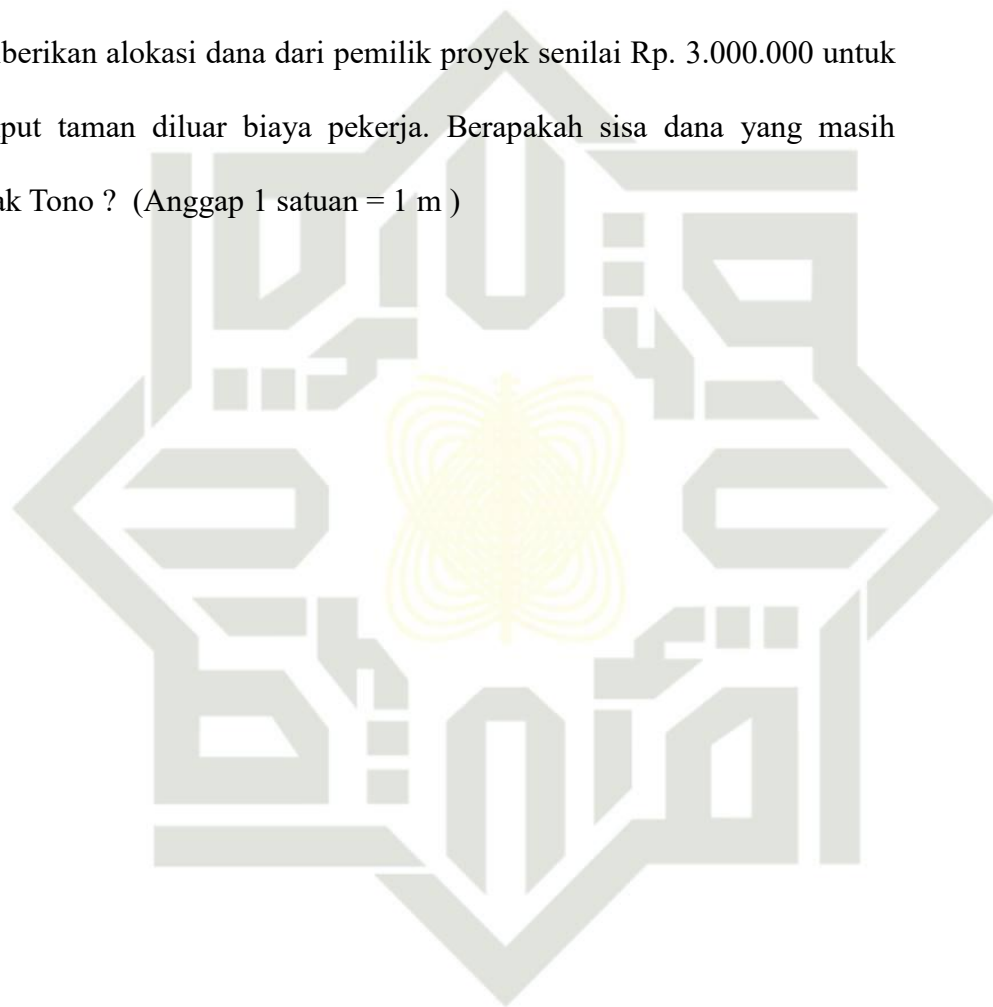 berikan alokasi dana dari pemilik proyek senilai Rp. 3.000.000 untuk
put taman diluar biaya pekerja. Berapakah sisa dana yang masih
ak Tono ? (Anggap 1 satuan = 1 m )